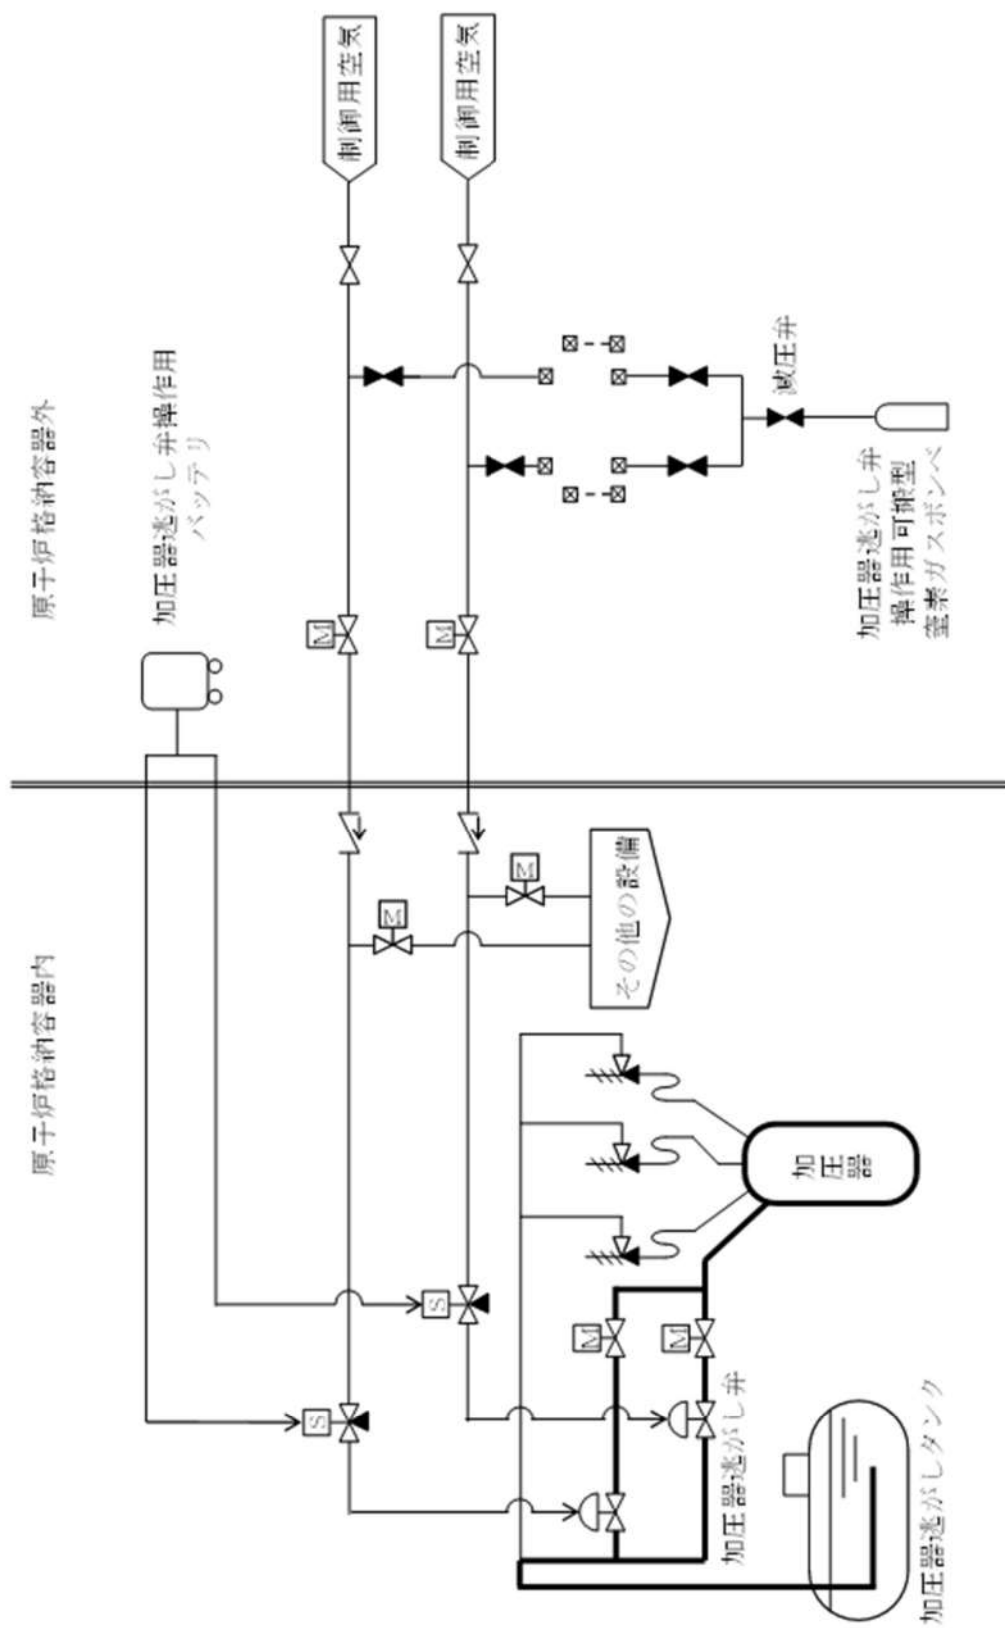 原子炉格納容器内
原子炉格納容器外
加圧器逃がし弁操作用
バッテリ
制御用空気
制御用空気
S
S
M
M
M
M
M
M
その他の設備
減圧弁
加圧器逃がし弁
操作用可搬型
窒素ガスボンベ
加圧器
加圧器逃がし弁
加圧器逃がしタンク